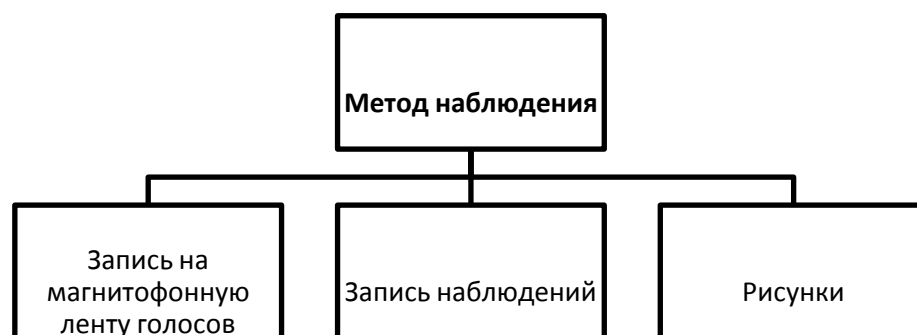 Метод наблюдения
Запись на
магнитофонную
ленту голосов
Запись наблюдений
Рисунки